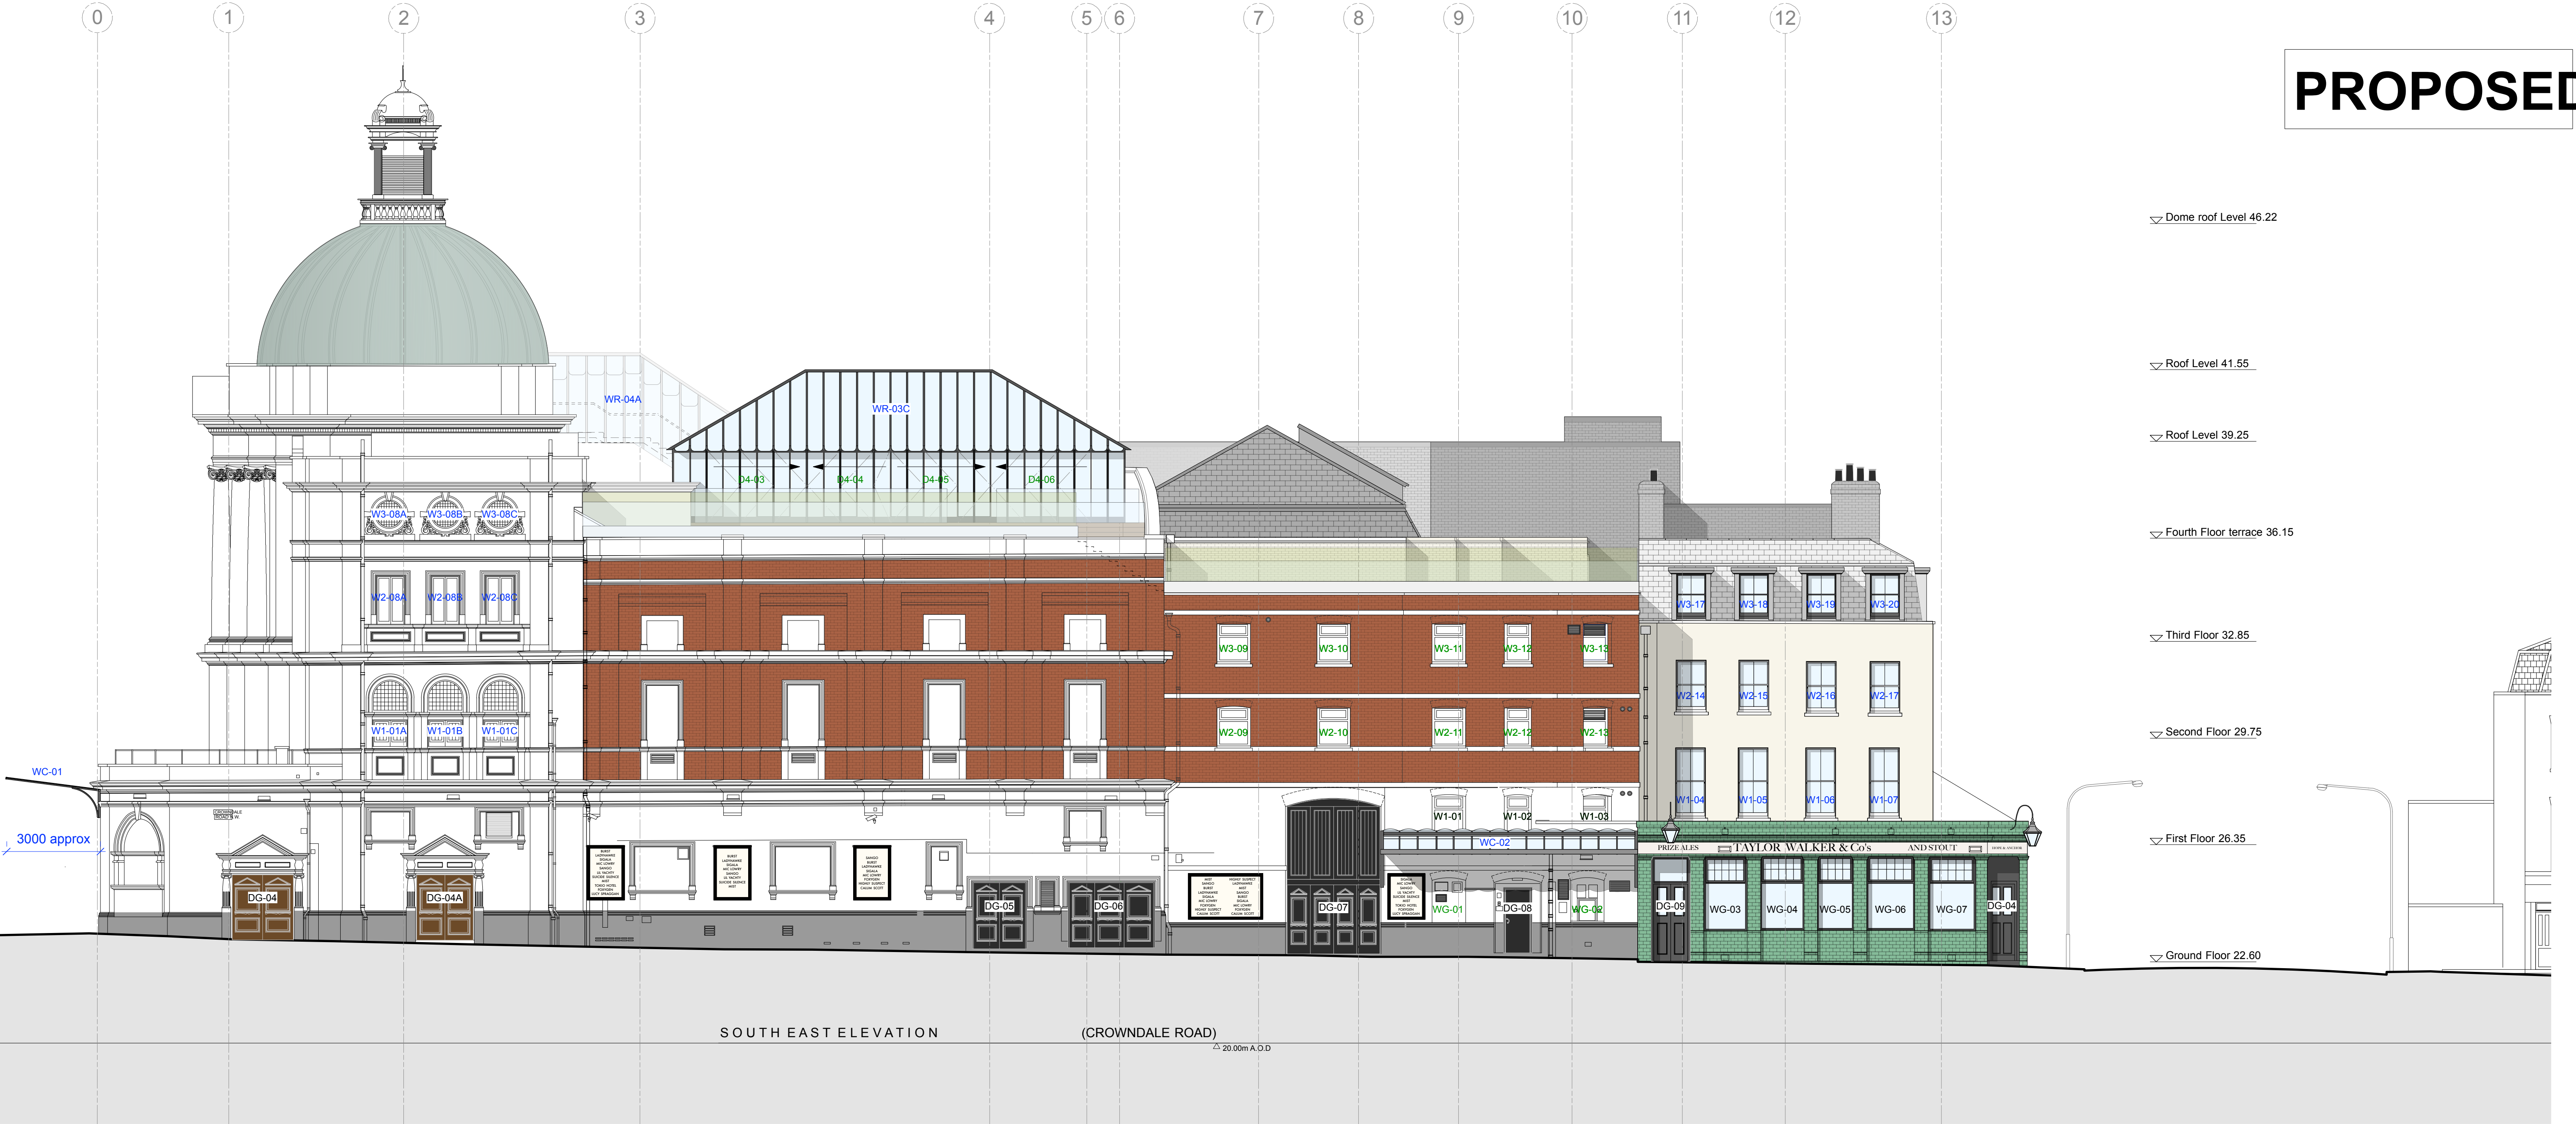 0 1 2 3 4 5 6 7 8 9 10 11 12 13
PROPOSED
Dome roof Level 46.22
Roof Level 41.55
WR-04A
WR-03C
Roof Level 39.25
D4-03 D4-04 D4-05 D4-06
W3-08A W3-08B W3-08C
Fourth Floor terrace 36.15
W2-08A W2-08B W2-08C
W3-17 W3-18 W3-19 W3-20
Third Floor 32.85
W3-09 W3-10 W3-11 W3-12 W3-13
W2-14 W2-15 W2-16 W2-17
W1-01A W1-01B W1-01C
W2-09 W2-10 W2-11 W2-12 W2-13
Second Floor 29.75
WC-01
W1-04 W1-05 W1-06 W1-07
CROWNDALE
ROAD N.W.
W1-01 W1-02 W1-03
3000 approx
First Floor 26.35
WC-02
PRIZE ALES TAYLOR WALKER & Co's AND STOUT
DG-04 DG-04A DG-05 DG-06 DG-07 WG-01 DG-08 WG-02 DG-09 WG-03 WG-04 WG-05 WG-06 WG-07 DG-04
Ground Floor 22.60
SOUTH EAST ELEVATION (CROWNDALE ROAD)
20.00m A.O.D